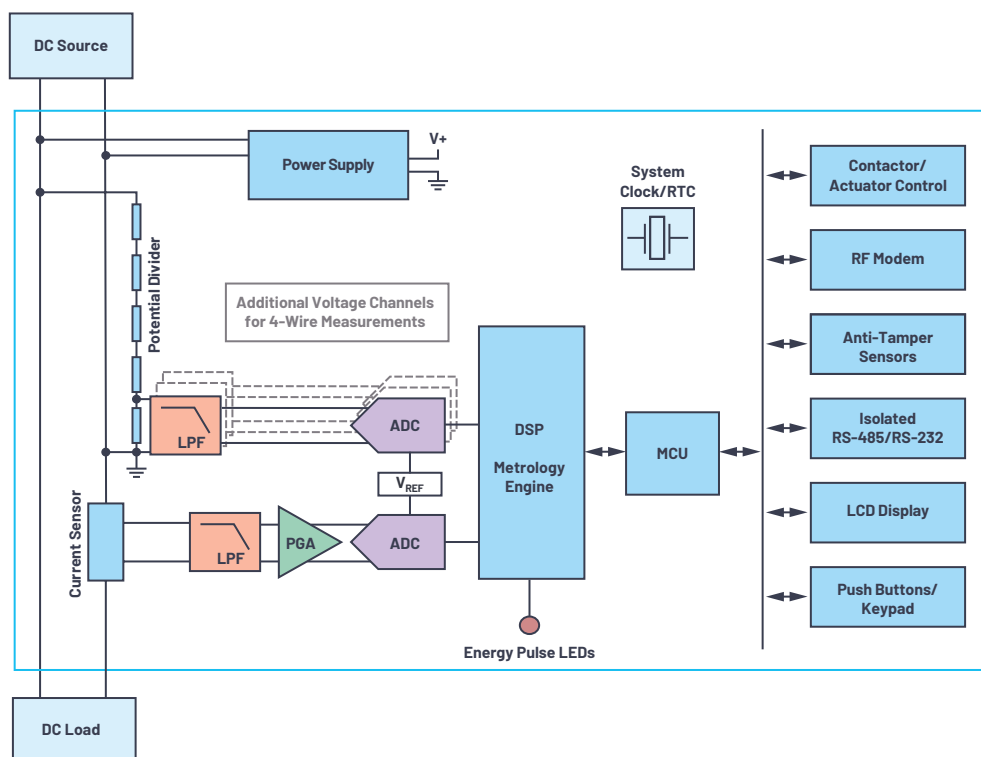 DC Source
Power Supply
V+
System
Clock/RTC
Contactor/
Actuator Control
RF Modem
Potential Divider
Additional Voltage Channels
for 4-Wire Measurements
Anti-Tamper
Sensors
LPF
ADC
DSP
Metrology
Engine
MCU
Isolated
RS-485/RS-232
VREF
Current Sensor
LPF
PGA
ADC
LCD Display
Push Buttons/
Keypad
Energy Pulse LEDs
DC Load